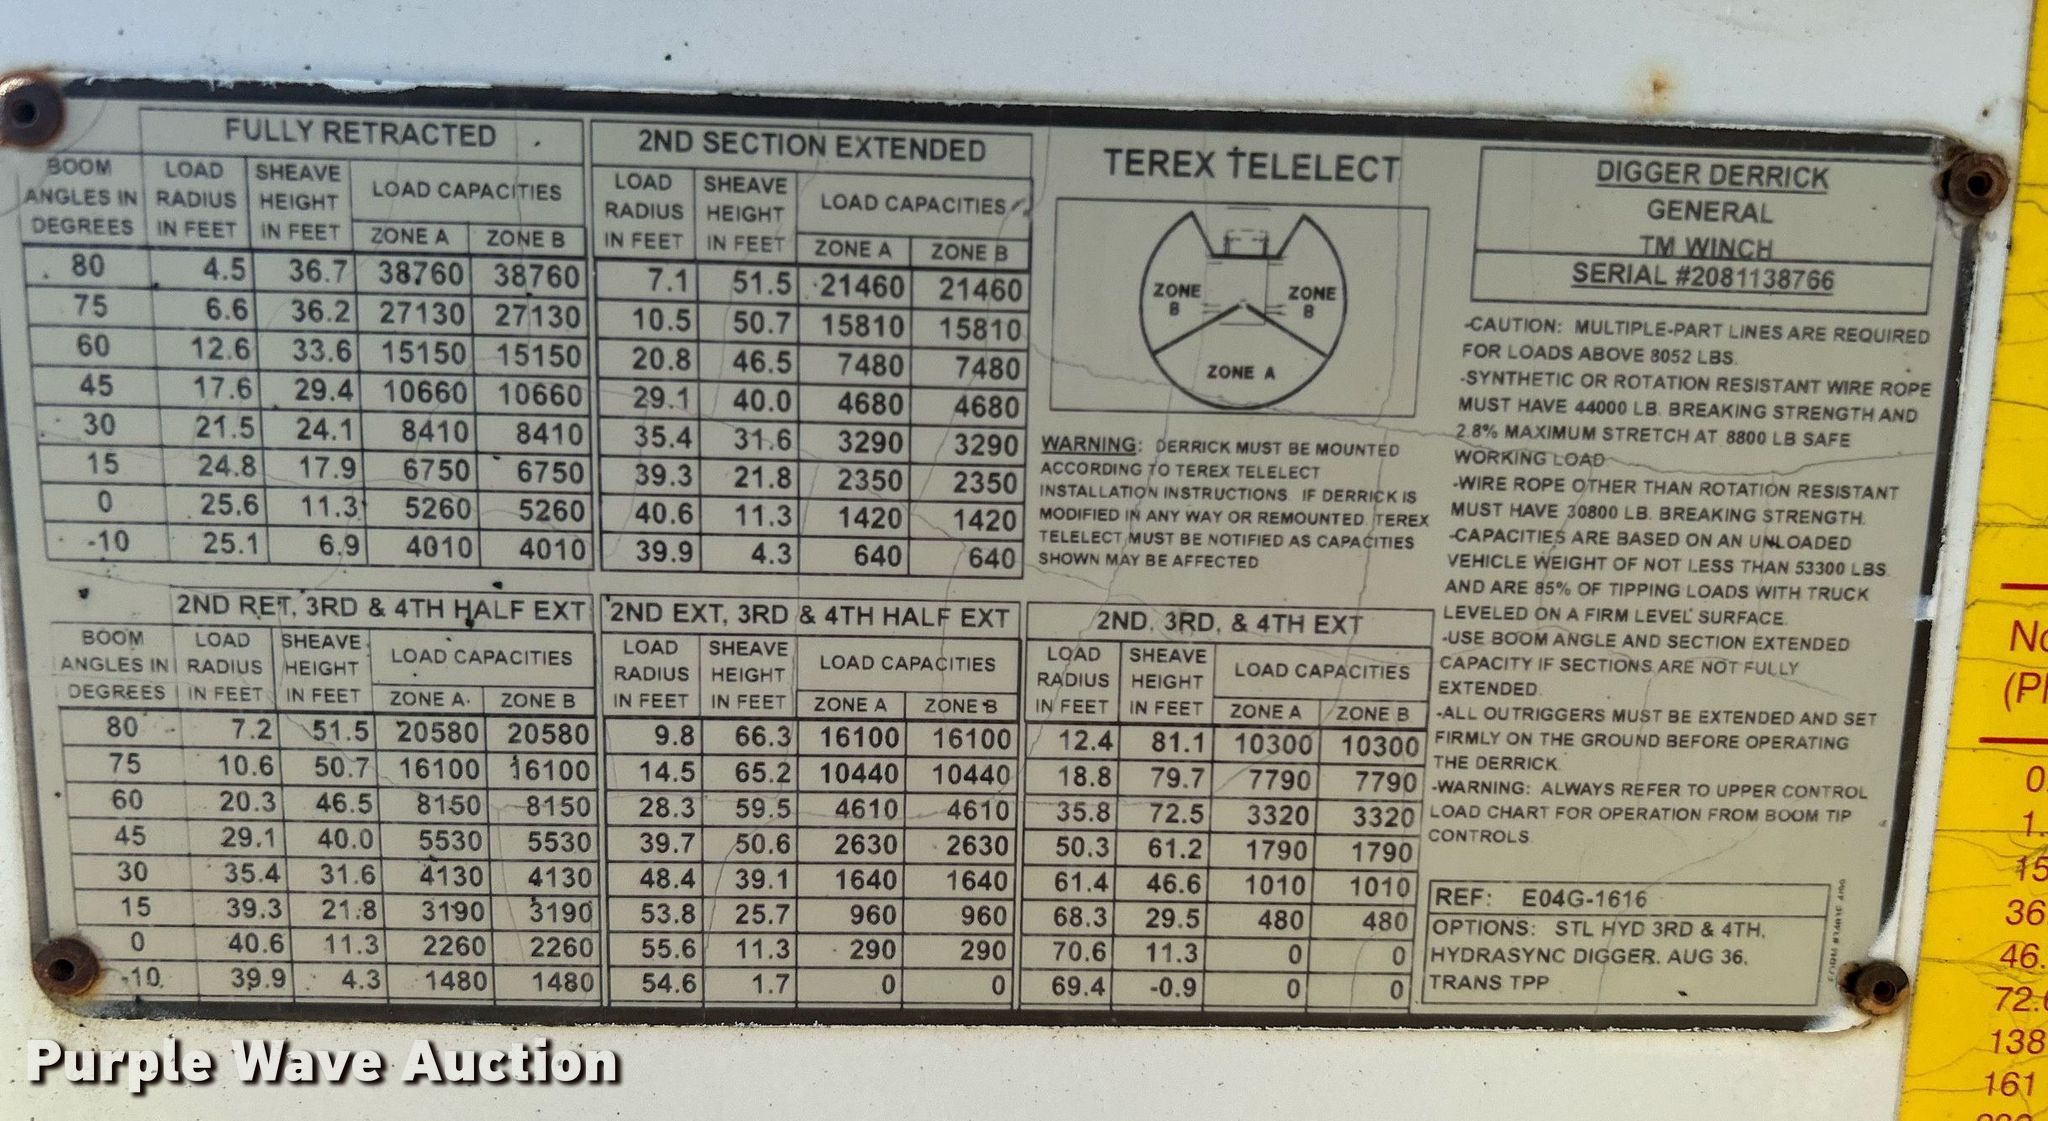 FULLY RETRACTED
BOOM ANGLES IN DEGREES | LOAD RADIUS IN FEET | SHEAVE HEIGHT IN FEET | LOAD CAPACITIES
ZONE A | ZONE B
80 | 4.5 | 36.7 | 38760 | 38760
75 | 6.6 | 36.2 | 27130 | 27130
60 | 12.6 | 33.6 | 15150 | 15150
45 | 17.6 | 29.4 | 10660 | 10660
30 | 21.5 | 24.1 | 8410 | 8410
15 | 24.8 | 17.9 | 6750 | 6750
0 | 25.6 | 11.3 | 5260 | 5260
-10 | 25.1 | 6.9 | 4010 | 4010
2ND SECTION EXTENDED
LOAD RADIUS IN FEET | SHEAVE HEIGHT IN FEET | LOAD CAPACITIES
ZONE A | ZONE B
7.1 | 51.5 | 21460 | 21460
10.5 | 50.7 | 15810 | 15810
20.8 | 46.5 | 7480 | 7480
29.1 | 40.0 | 4680 | 4680
35.4 | 31.6 | 3290 | 3290
39.3 | 21.8 | 2350 | 2350
40.6 | 11.3 | 1420 | 1420
39.9 | 4.3 | 640 | 640
2ND RET, 3RD & 4TH HALF EXT
BOOM ANGLES IN DEGREES | LOAD RADIUS IN FEET | SHEAVE HEIGHT IN FEET | LOAD CAPACITIES
ZONE A | ZONE B
80 | 7.2 | 51.5 | 20580 | 20580
75 | 10.6 | 50.7 | 16100 | 16100
60 | 20.3 | 46.5 | 8150 | 8150
45 | 29.1 | 40.0 | 5530 | 5530
30 | 35.4 | 31.6 | 4130 | 4130
15 | 39.3 | 21.8 | 3190 | 3190
0 | 40.6 | 11.3 | 2260 | 2260
-10 | 39.9 | 4.3 | 1480 | 1480
2ND EXT, 3RD & 4TH HALF EXT
LOAD RADIUS IN FEET | SHEAVE HEIGHT IN FEET | LOAD CAPACITIES
ZONE A | ZONE B
9.8 | 66.3 | 16100 | 16100
14.5 | 65.2 | 10440 | 10440
28.3 | 59.5 | 4610 | 4610
39.7 | 50.6 | 2630 | 2630
48.4 | 39.1 | 1640 | 1640
53.8 | 25.7 | 960 | 960
55.6 | 11.3 | 290 | 290
54.6 | 1.7 | 0 | 0
2ND, 3RD, & 4TH EXT
LOAD RADIUS IN FEET | SHEAVE HEIGHT IN FEET | LOAD CAPACITIES
ZONE A | ZONE B
12.4 | 81.1 | 10300 | 10300
18.8 | 79.7 | 7790 | 7790
35.8 | 72.5 | 3320 | 3320
50.3 | 61.2 | 1790 | 1790
61.4 | 46.6 | 1010 | 1010
68.3 | 29.5 | 480 | 480
70.6 | 11.3 | 0 | 0
69.4 | -0.9 | 0 | 0
TEREX TELELECT
ZONE B
ZONE B
ZONE A
WARNING: DERRICK MUST BE MOUNTED
ACCORDING TO TEREX TELELECT
INSTALLATION INSTRUCTIONS. IF DERRICK IS
MODIFIED IN ANY WAY OR REMOUNTED, TEREX
TELELECT MUST BE NOTIFIED AS CAPACITIES
SHOWN MAY BE AFFECTED
DIGGER DERRICK
GENERAL
TM WINCH
SERIAL #2081138766
-CAUTION: MULTIPLE-PART LINES ARE REQUIRED
FOR LOADS ABOVE 8052 LBS.
-SYNTHETIC OR ROTATION RESISTANT WIRE ROPE
MUST HAVE 44000 LB. BREAKING STRENGTH AND
2.8% MAXIMUM STRETCH AT 8800 LB SAFE
WORKING LOAD
-WIRE ROPE OTHER THAN ROTATION RESISTANT
MUST HAVE 30800 LB. BREAKING STRENGTH.
-CAPACITIES ARE BASED ON AN UNLOADED
VEHICLE WEIGHT OF NOT LESS THAN 53300 LBS.
AND ARE 85% OF TIPPING LOADS WITH TRUCK
LEVELED ON A FIRM LEVEL SURFACE.
-USE BOOM ANGLE AND SECTION EXTENDED
CAPACITY IF SECTIONS ARE NOT FULLY
EXTENDED.
-ALL OUTRIGGERS MUST BE EXTENDED AND SET
FIRMLY ON THE GROUND BEFORE OPERATING
THE DERRICK.
-WARNING: ALWAYS REFER TO UPPER CONTROL
LOAD CHART FOR OPERATION FROM BOOM TIP
CONTROLS.
REF: E04G-1616
OPTIONS: STL HYD 3RD & 4TH,
HYDRASYNC DIGGER, AUG 36,
TRANS TPP
0.
1.
15
36
46.
72.
138
161
Purple Wave Auction